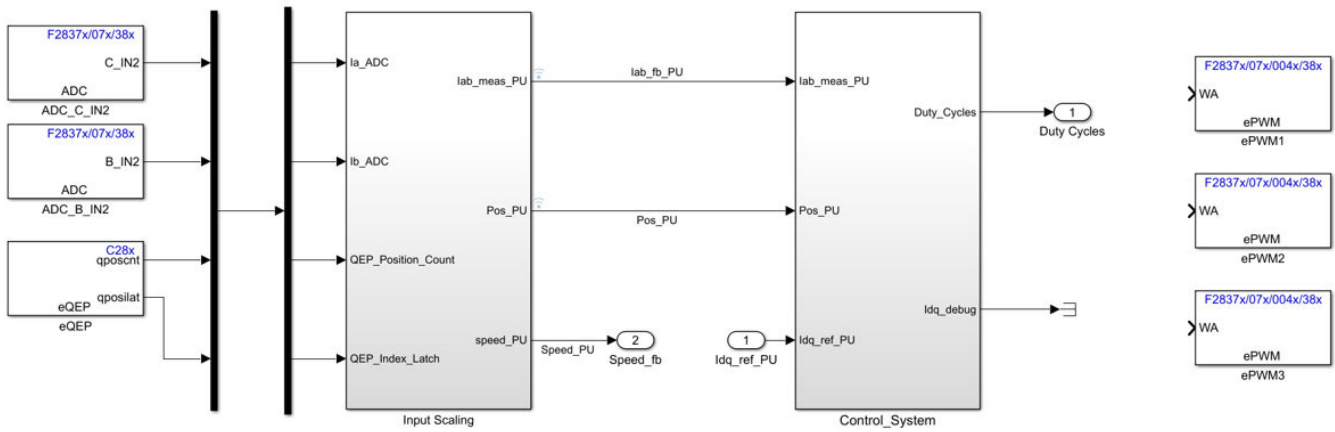 F2837x/07x/38x
C_IN2
ADC
ADC_C_IN2
F2837x/07x/38x
B_IN2
ADC
ADC_B_IN2
C28x
qposcnt
qposilat
eQEP
eQEP
Ia_ADC
Ib_ADC
QEP_Position_Count
QEP_Index_Latch
Iab_meas_PU
Pos_PU
speed_PU
Input Scaling
Iab_fb_PU
Pos_PU
Speed_PU
2
Speed_fb
1
Idq_ref_PU
Iab_meas_PU
Pos_PU
Idq_ref_PU
Duty_Cycles
Idq_debug
Control_System
1
Duty Cycles
F2837x/07x/004x/38x
WA
ePWM
ePWM1
F2837x/07x/004x/38x
WA
ePWM
ePWM2
F2837x/07x/004x/38x
WA
ePWM
ePWM3